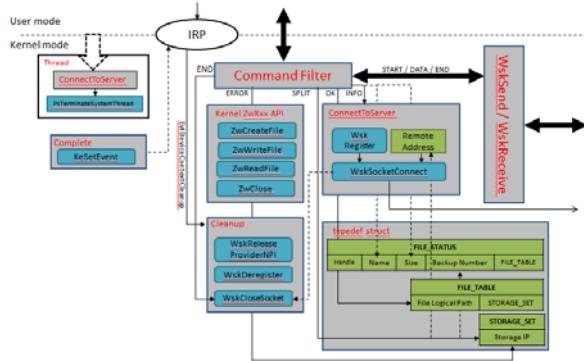 User mode
Kernel mode
IRP
Thread
ConnectToServer
PsTerminateSystemThread
Complete
KeSetEvent
END
Command Filter
START / DATA / END
ERROR
SPLIT
OK
INFO
Kernel ZwXxx API
ZwCreateFile
ZwWriteFile
ZwReadFile
ZwClose
ConnectToServer
Wsk
Register
Remote
Address
WskSocketConnect
WskSend / WskReceive
Cleanup
WskRelease
ProviderNPI
WskDeregister
WskCloseSocket
typedef struct
FILE_STATUS
Handle
Name
Size
Backup Number
FILE_TABLE
FILE_TABLE
File Logical Path
STORAGE_SET
STORAGE_SET
Storage IP